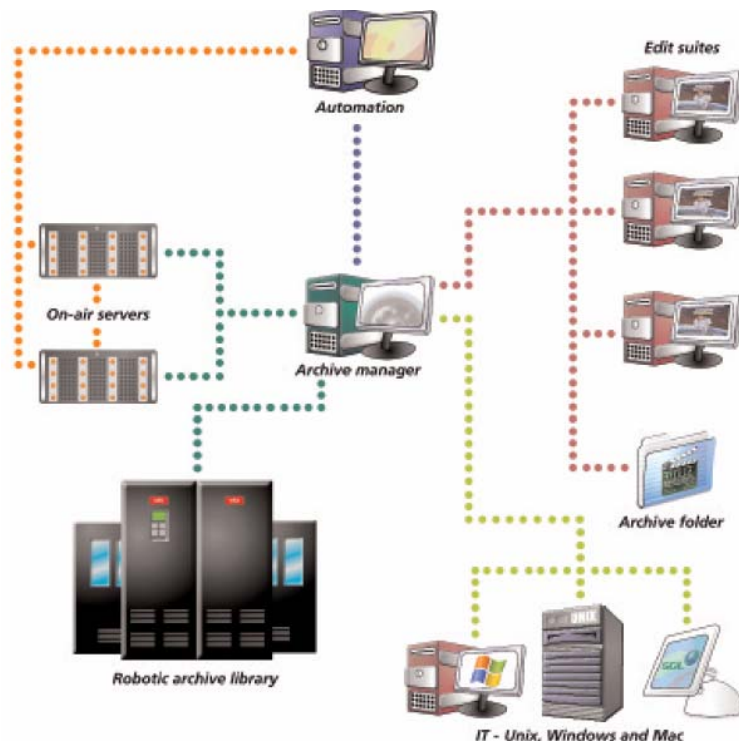 Edit suites
Automation
On-air servers
Archive manager
Archive folder
UNIX
SGL
Robotic archive library
IT - Unix, Windows and Mac